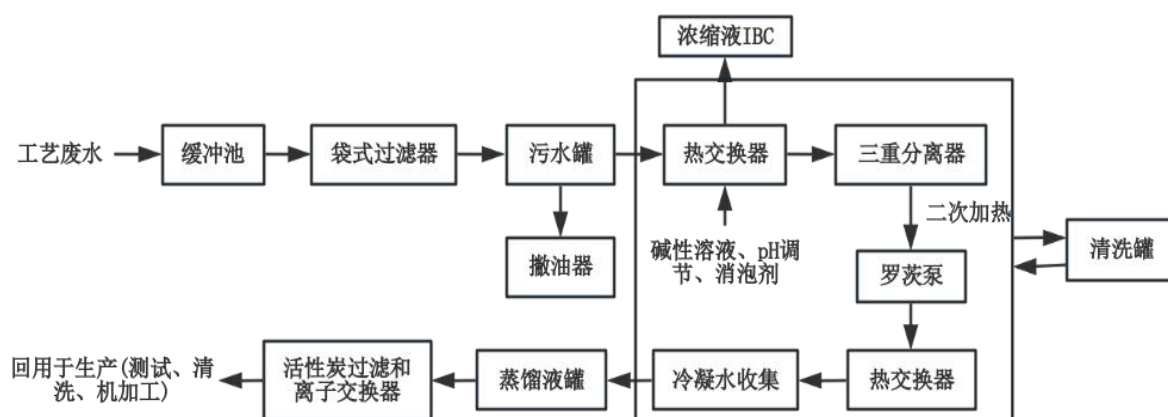 浓缩液IBC
工艺废水
缓冲池
袋式过滤器
污水罐
热交换器
三重分离器
二次加热
撇油器
碱性溶液、pH调
节、消泡剂
罗茨泵
清洗罐
回用于生产(测试、清
洗、机加工)
活性炭过滤和
离子交换器
蒸馏液罐
冷凝水收集
热交换器